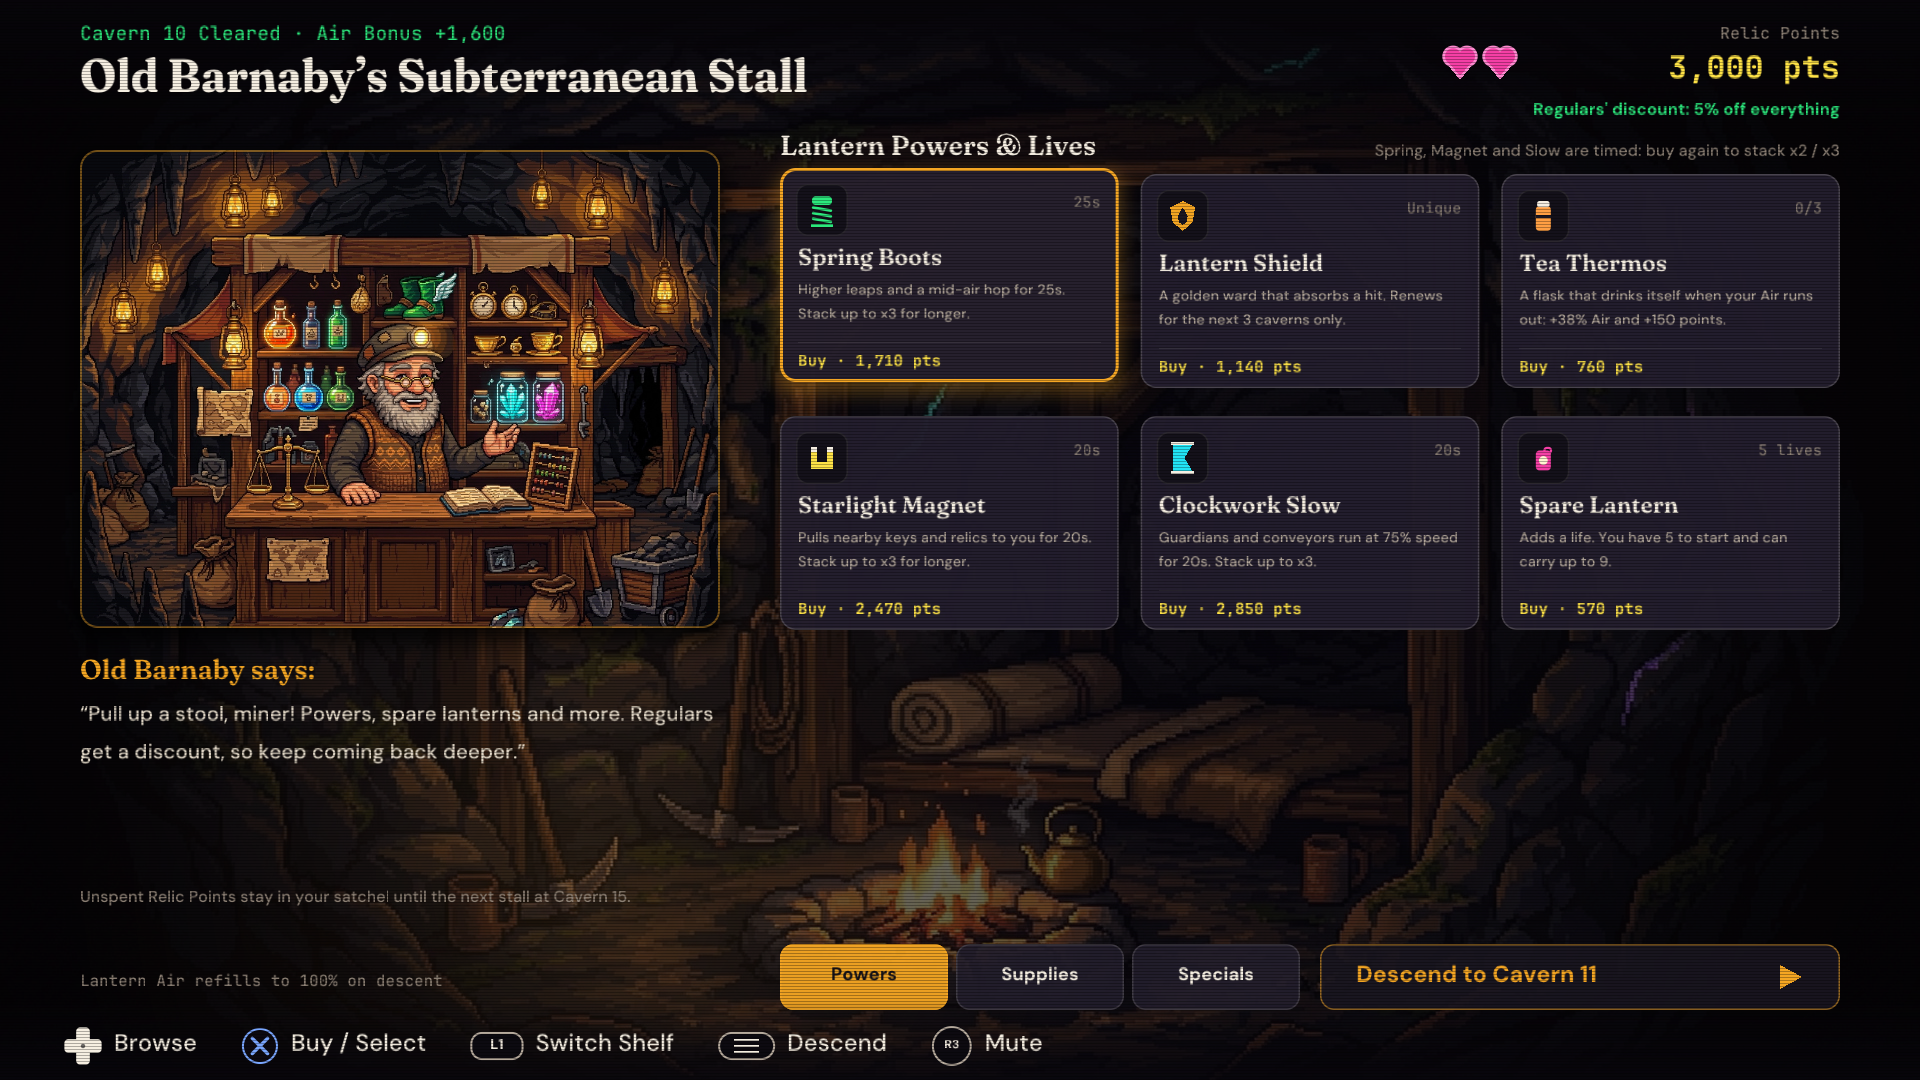 Cavern 10 Cleared · Air Bonus +1,600
Old Barnaby's Subterranean Stall
Relic Points
3,000 pts
Regulars' discount: 5% off everything
Lantern Powers & Lives
Spring, Magnet and Slow are timed: buy again to stack x2 / x3
25s
Spring Boots
Higher leaps and a mid-air hop for 25s.
Stack up to x3 for longer.
Buy · 1,710 pts
Unique
Lantern Shield
A golden ward that absorbs a hit. Renews
for the next 3 caverns only.
Buy · 1,140 pts
0/3
Tea Thermos
A flask that drinks itself when your Air runs
out: +38% Air and +150 points.
Buy · 760 pts
20s
Starlight Magnet
Pulls nearby keys and relics to you for 20s.
Stack up to x3 for longer.
Buy · 2,470 pts
20s
Clockwork Slow
Guardians and conveyors run at 75% speed
for 20s. Stack up to x3.
Buy · 2,850 pts
5 lives
Spare Lantern
Adds a life. You have 5 to start and can
carry up to 9.
Buy · 570 pts
Old Barnaby says:
“Pull up a stool, miner! Powers, spare lanterns and more. Regulars
get a discount, so keep coming back deeper.”
Unspent Relic Points stay in your satchel until the next stall at Cavern 15.
Lantern Air refills to 100% on descent
Powers
Supplies
Specials
Descend to Cavern 11
Browse
Buy / Select
L1 Switch Shelf
Descend
R3 Mute